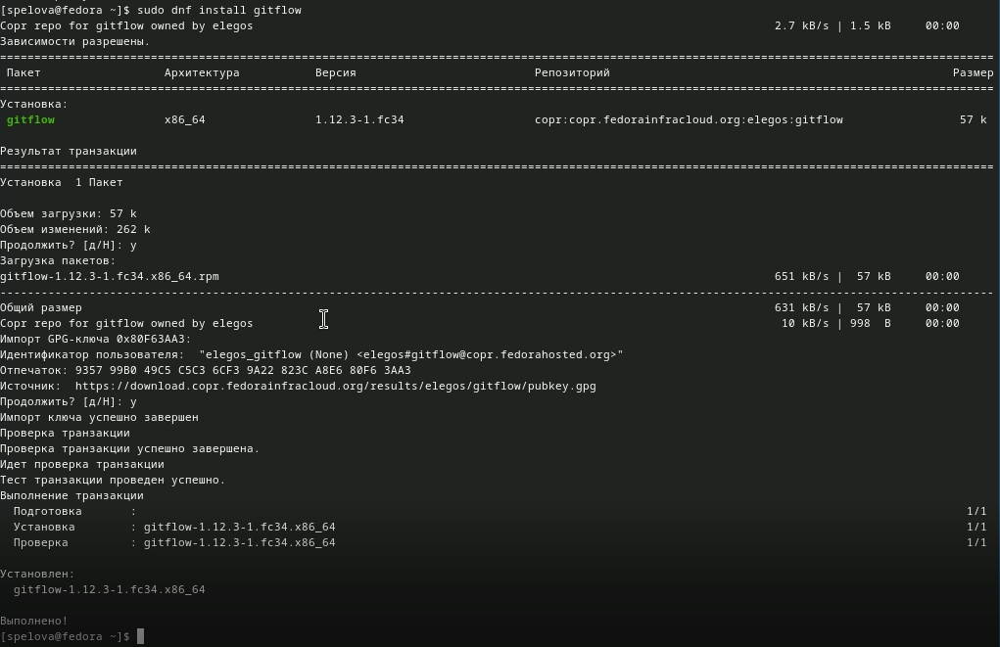 [spelova@fedora ~]$ sudo dnf install gitflow
Copr repo for gitflow owned by elegos 2.7 kB/s | 1.5 kB 00:00
Зависимости разрешены.
Пакет Архитектура Версия Репозиторий Размер
Установка:
gitflow x86_64 1.12.3-1.fc34 copr:copr.fedorainfracloud.org:elegos:gitflow 57 k
Результат транзакции
Установка 1 Пакет
Объем загрузки: 57 k
Объем изменений: 262 k
Продолжить? [д/Н]: y
Загрузка пакетов:
gitflow-1.12.3-1.fc34.x86_64.rpm 651 kB/s | 57 kB 00:00
Общий размер 631 kB/s | 57 kB 00:00
Copr repo for gitflow owned by elegos 10 kB/s | 998 B 00:00
Импорт GPG-ключа 0x80F63AA3:
Идентификатор пользователя: "elegos_gitflow (None) <elegos#gitflow@copr.fedorahosted.org>"
Отпечаток: 9357 99B0 49C5 C5C3 6CF3 9A22 823C A8E6 80F6 3AA3
Источник: https://download.copr.fedorainfracloud.org/results/elegos/gitflow/pubkey.gpg
Продолжить? [д/Н]: y
Импорт ключа успешно завершен
Проверка транзакции
Проверка транзакции успешно завершена.
Идет проверка транзакции
Тест транзакции проведен успешно.
Выполнение транзакции
Подготовка : 1/1
Установка : gitflow-1.12.3-1.fc34.x86_64 1/1
Проверка : gitflow-1.12.3-1.fc34.x86_64 1/1
Установлен:
gitflow-1.12.3-1.fc34.x86_64
Выполнено!
[spelova@fedora ~]$